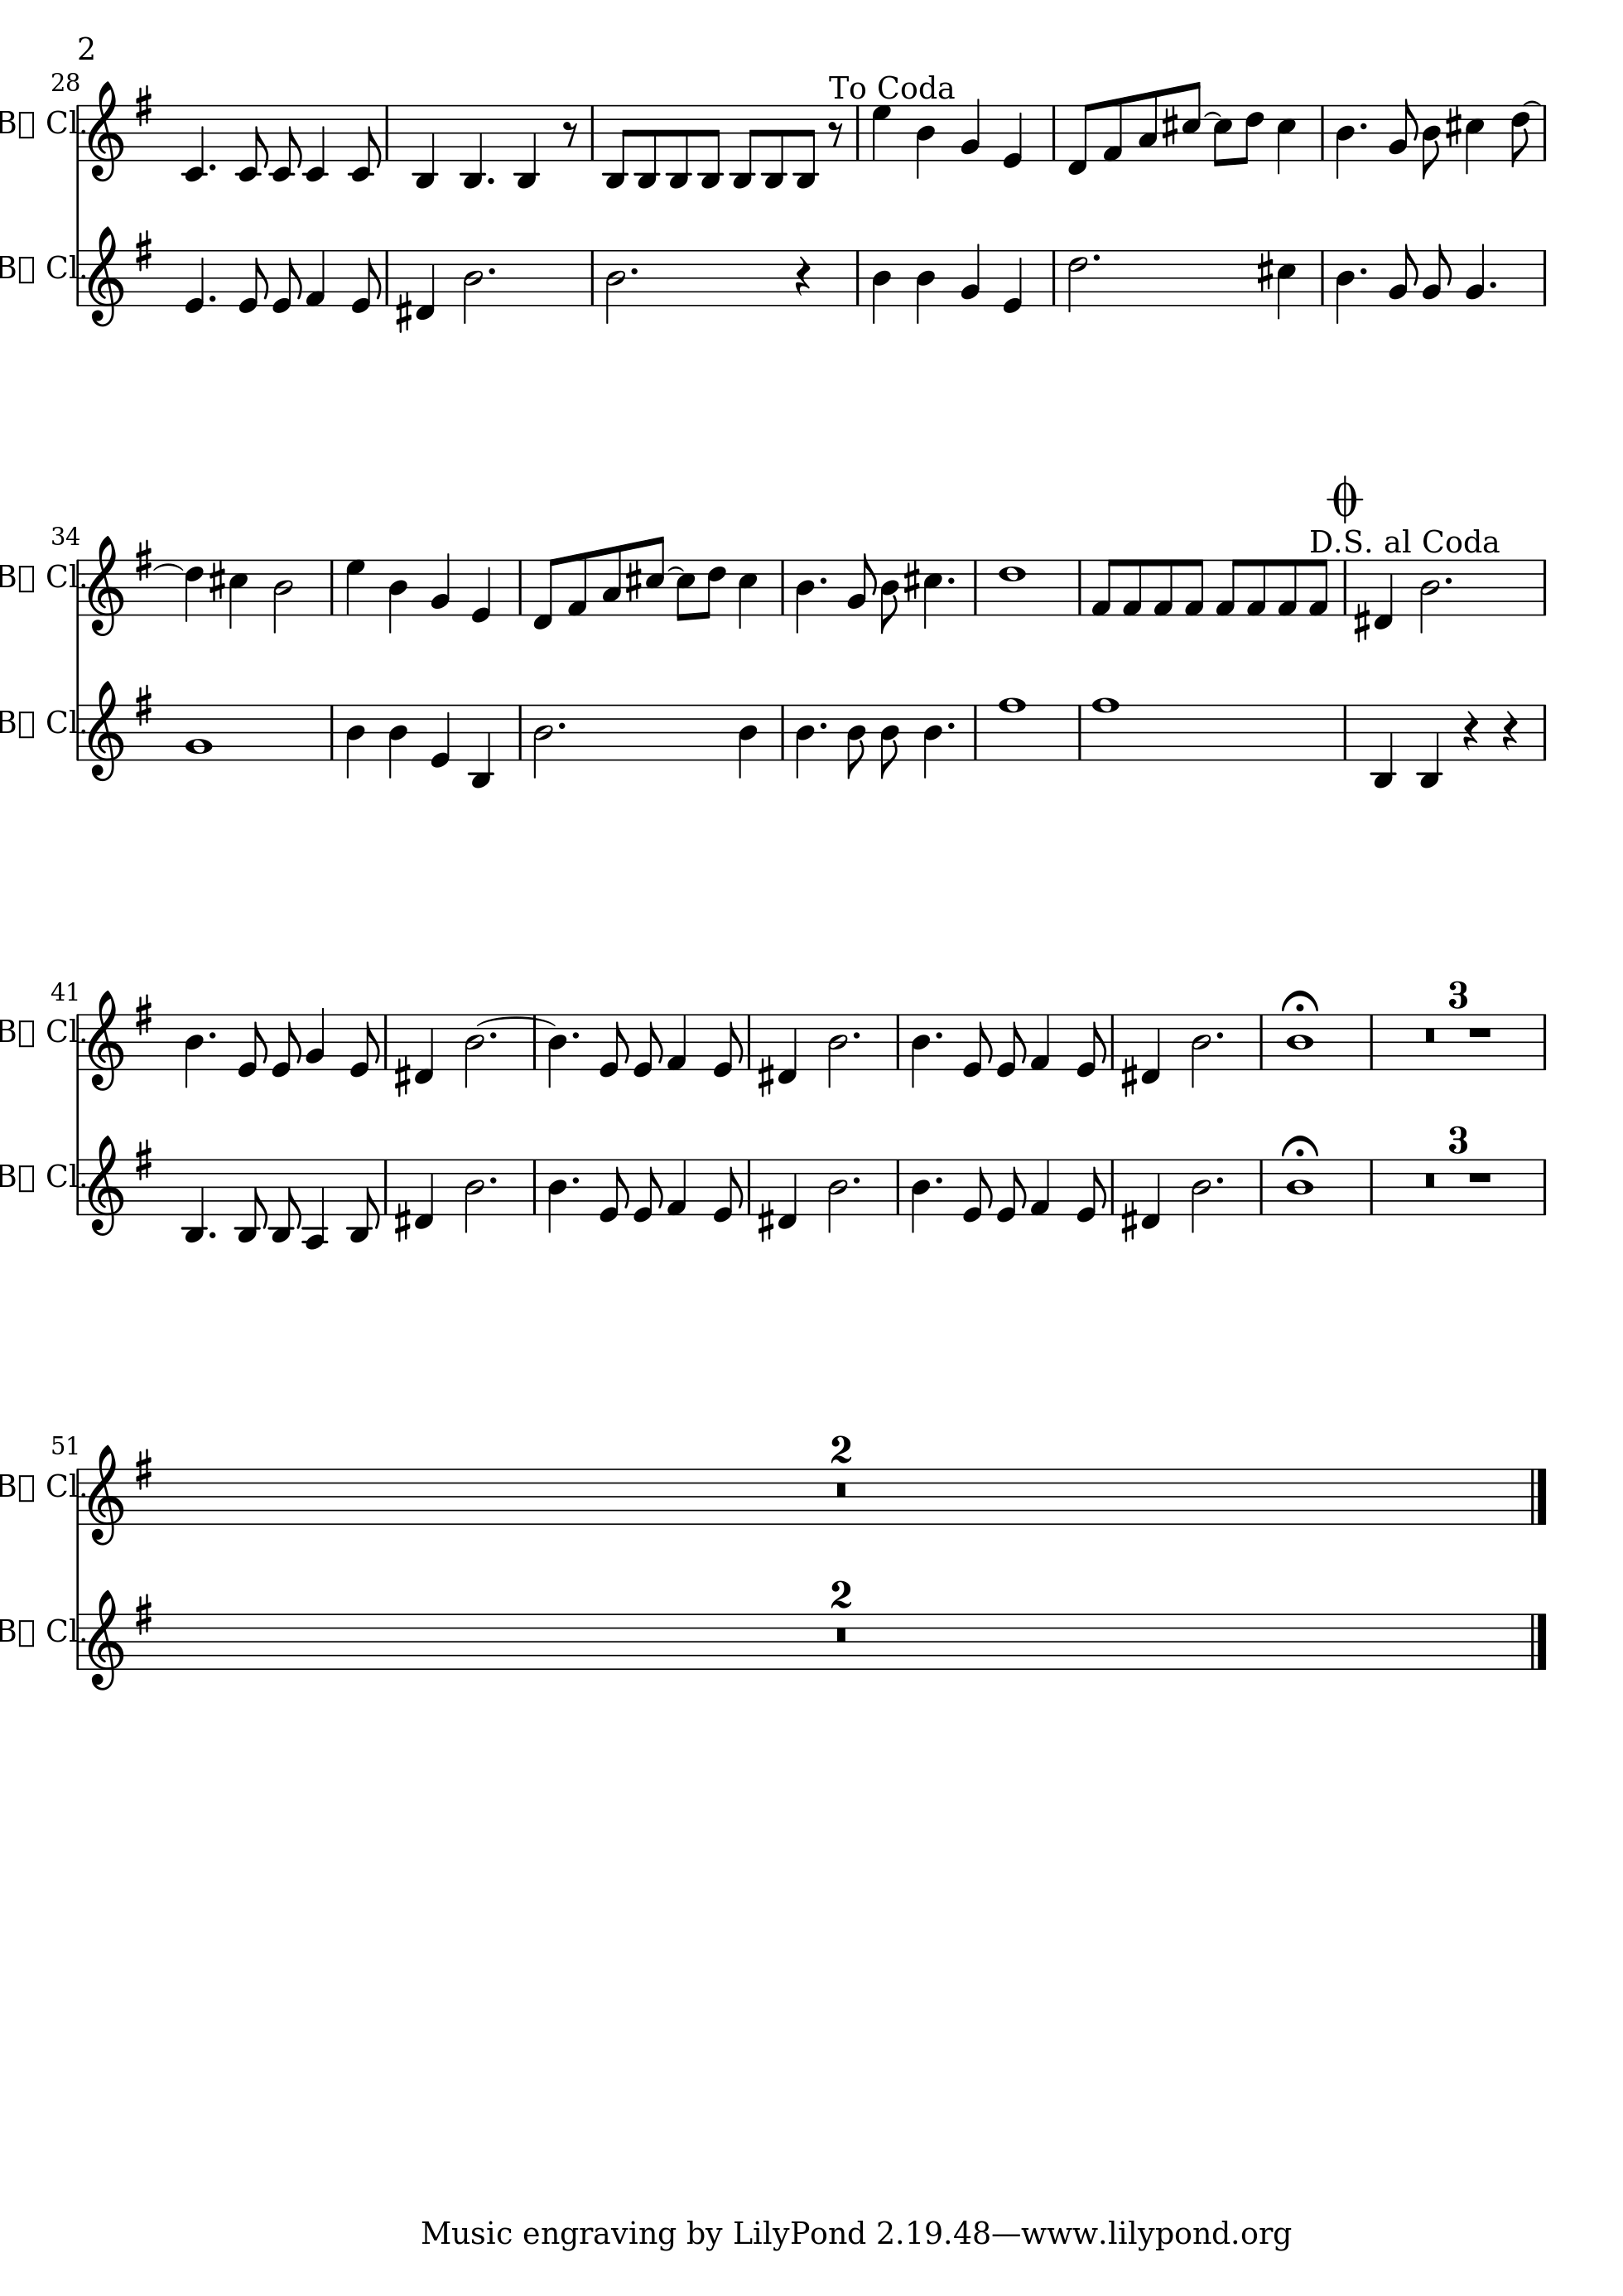 2
28
To Coda
B▯ Cl.
B▯ Cl.
34
D.S. al Coda
B▯ Cl.
B▯ Cl.
41
3
B▯ Cl.
3
B▯ Cl.
51
2
B▯ Cl.
2
B▯ Cl.
Music engraving by LilyPond 2.19.48—www.lilypond.org